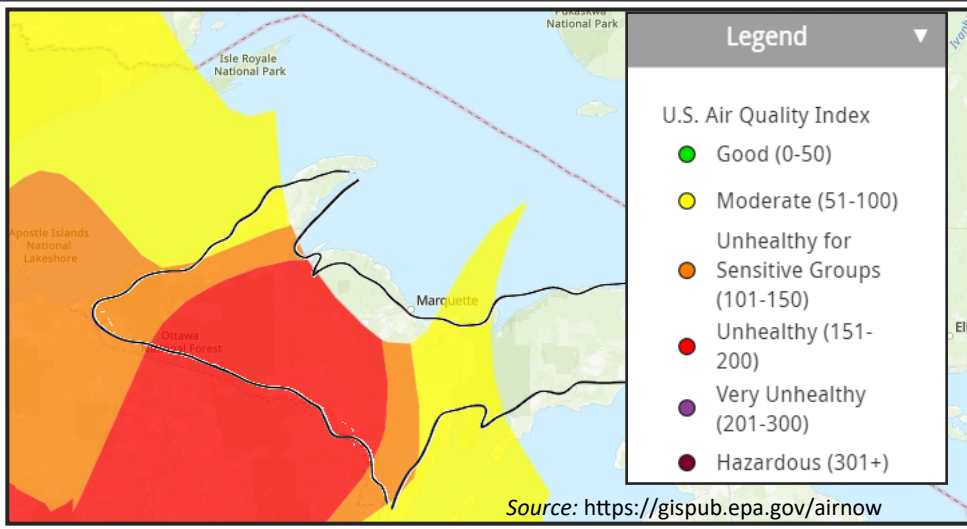 Pukaskwa
National Park
Isle Royale
National Park
Apostle Islands
National
Lakeshore
Marquette
Ottawa
National Forest
Legend
U.S. Air Quality Index
Good (0-50)
Moderate (51-100)
Unhealthy for
Sensitive Groups
(101-150)
Unhealthy (151-
200)
Very Unhealthy
(201-300)
Hazardous (301+)
Source: https://gispub.epa.gov/airnow